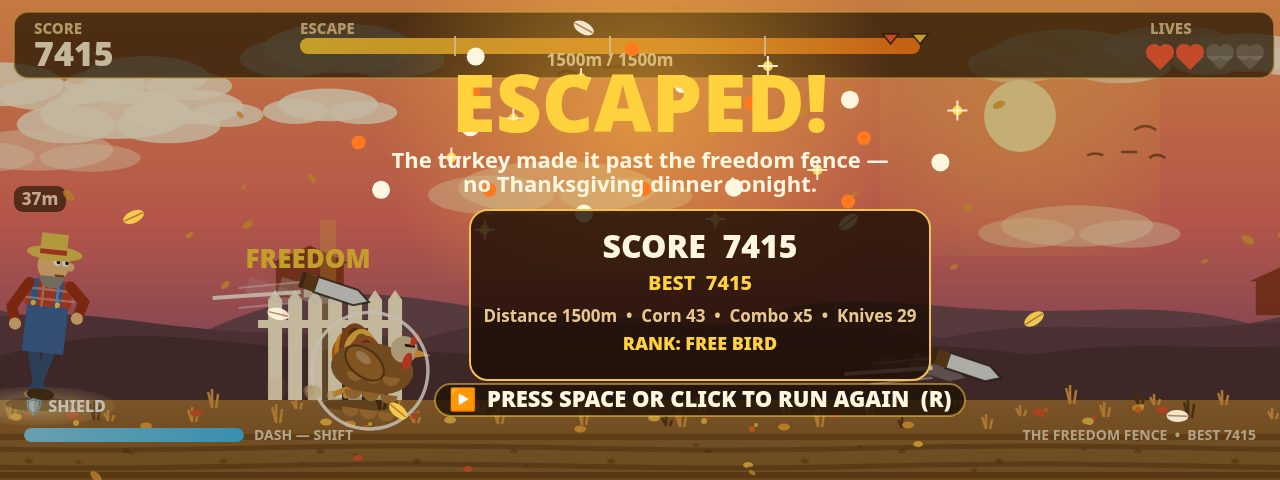 SCORE
7415
ESCAPE
1500m / 1500m
LIVES
ESCAPED!
The turkey made it past the freedom fence —
no Thanksgiving dinner tonight.
37m
FREEDOM
SCORE 7415
BEST 7415
Distance 1500m • Corn 43 • Combo x5 • Knives 29
RANK: FREE BIRD
PRESS SPACE OR CLICK TO RUN AGAIN (R)
SHIELD
DASH — SHIFT
THE FREEDOM FENCE • BEST 7415